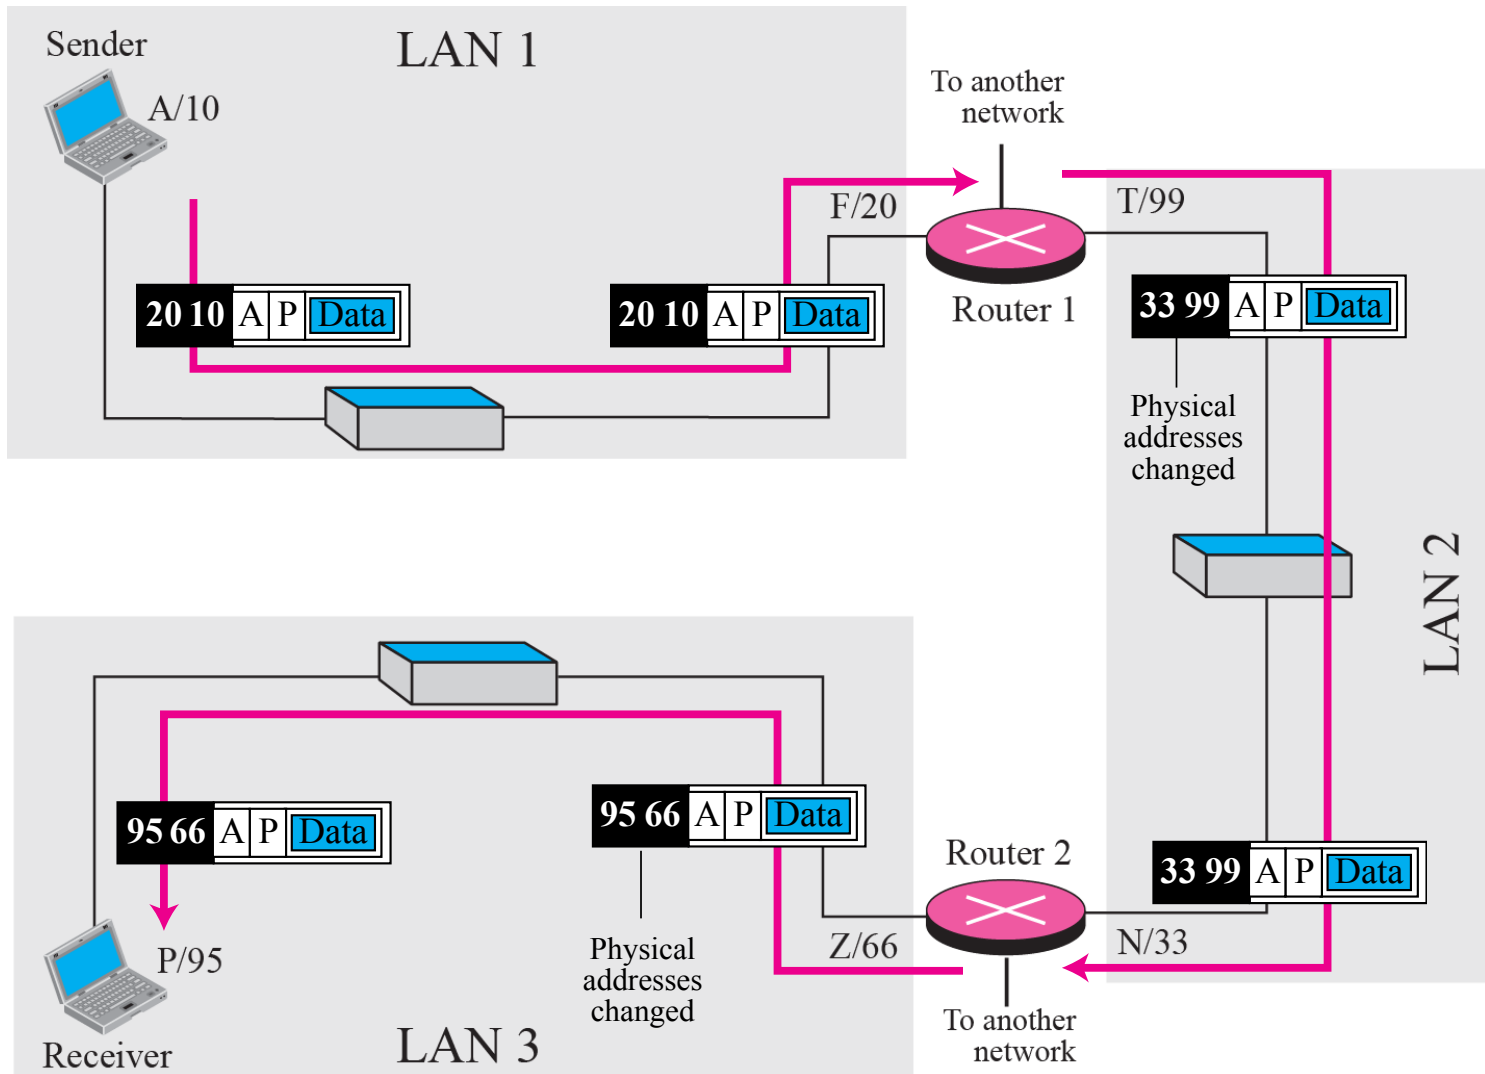 Sender
LAN 1
A/10
To another
network
F/20
T/99
20 10 A P Data
20 10 A P Data
Router 1
33 99 A P Data
Physical
addresses
changed
LAN 2
95 66 A P Data
95 66 A P Data
Router 2
33 99 A P Data
P/95
Physical
addresses
changed
Z/66
N/33
To another
network
Receiver
LAN 3